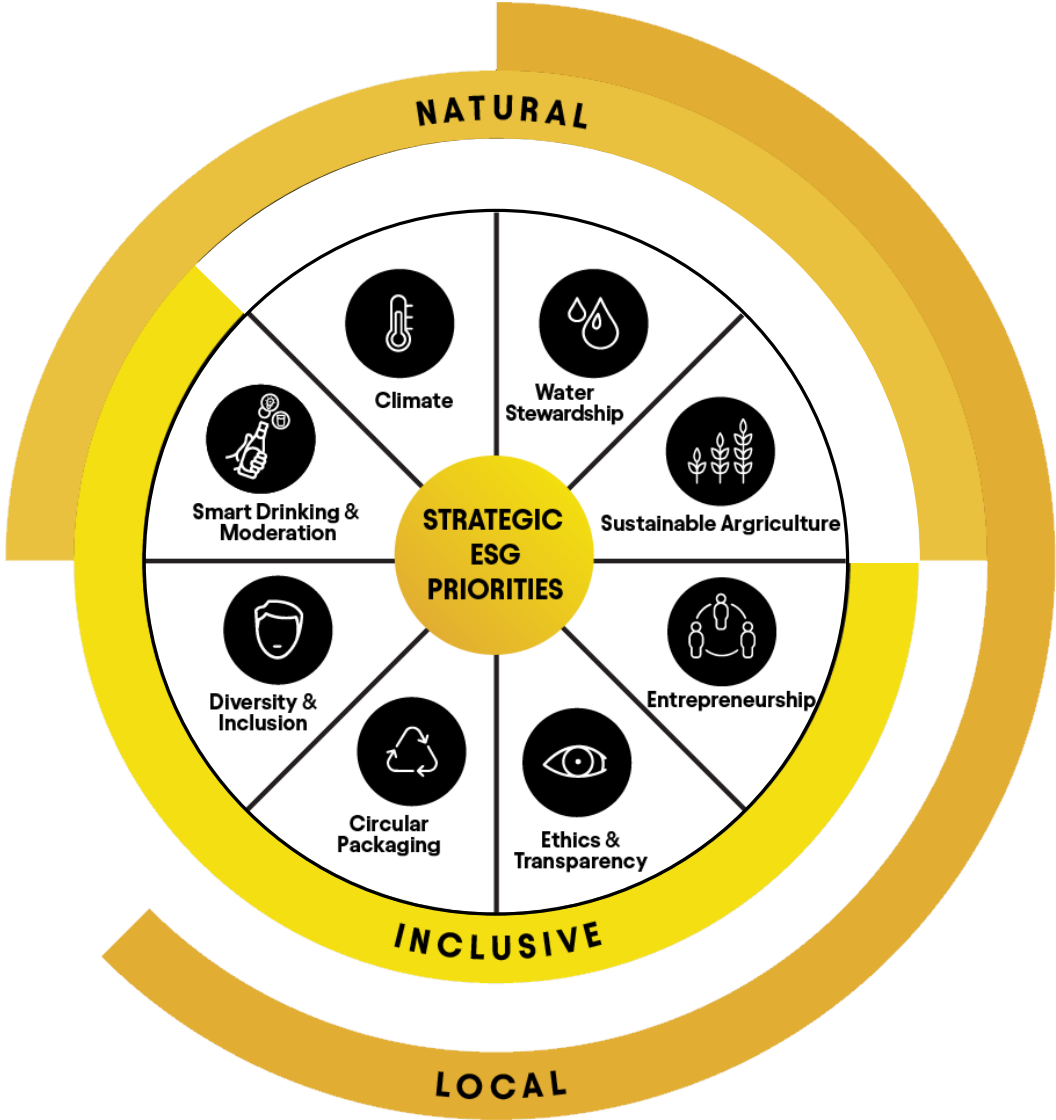 NATURAL
Climate
Water
Stewardship
Smart Drinking &
Moderation
Sustainable Argriculture
STRATEGIC
ESG
PRIORITIES
Diversity &
Inclusion
Entrepreneurship
Circular
Packaging
Ethics &
Transparency
INCLUSIVE
LOCAL